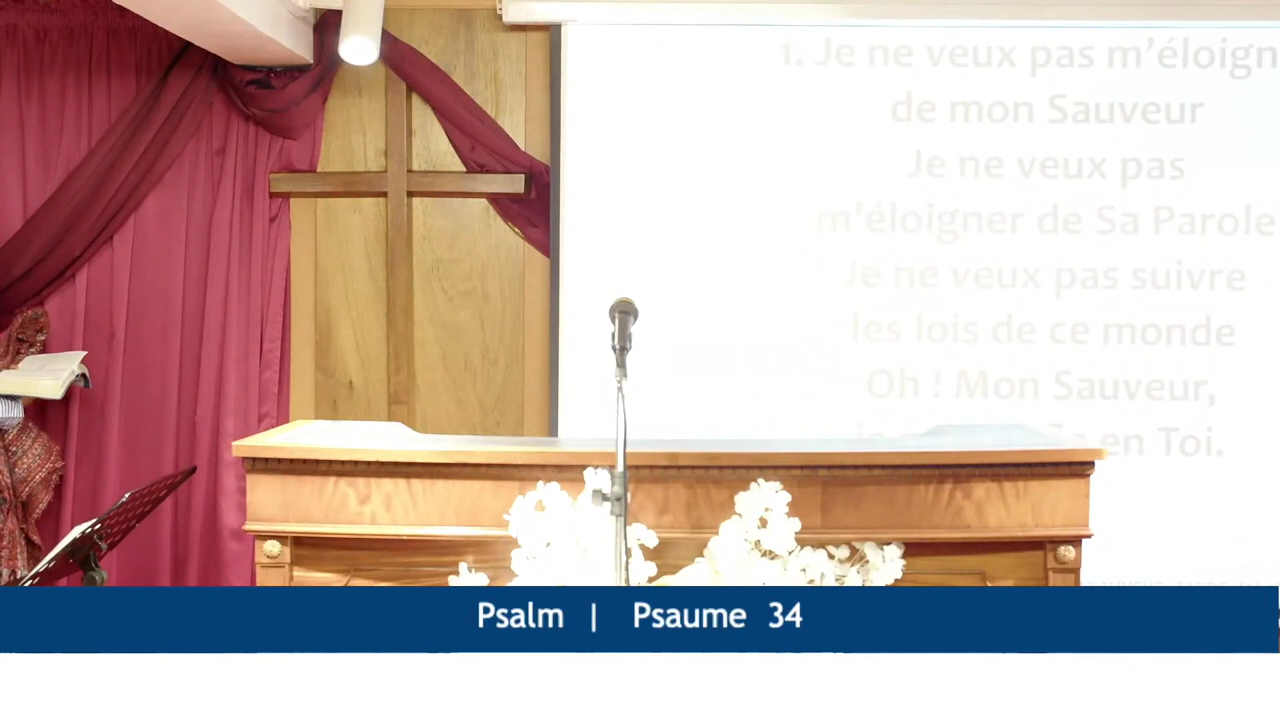 1. Je ne veux pas m'éloign
de mon Sauveur
Je ne veux pas
m'éloigner de Sa Parole
Je ne veux pas suivre
les lois de ce monde
Oh ! Mon Sauveur,
en Toi.
Psalm | Psaume 34